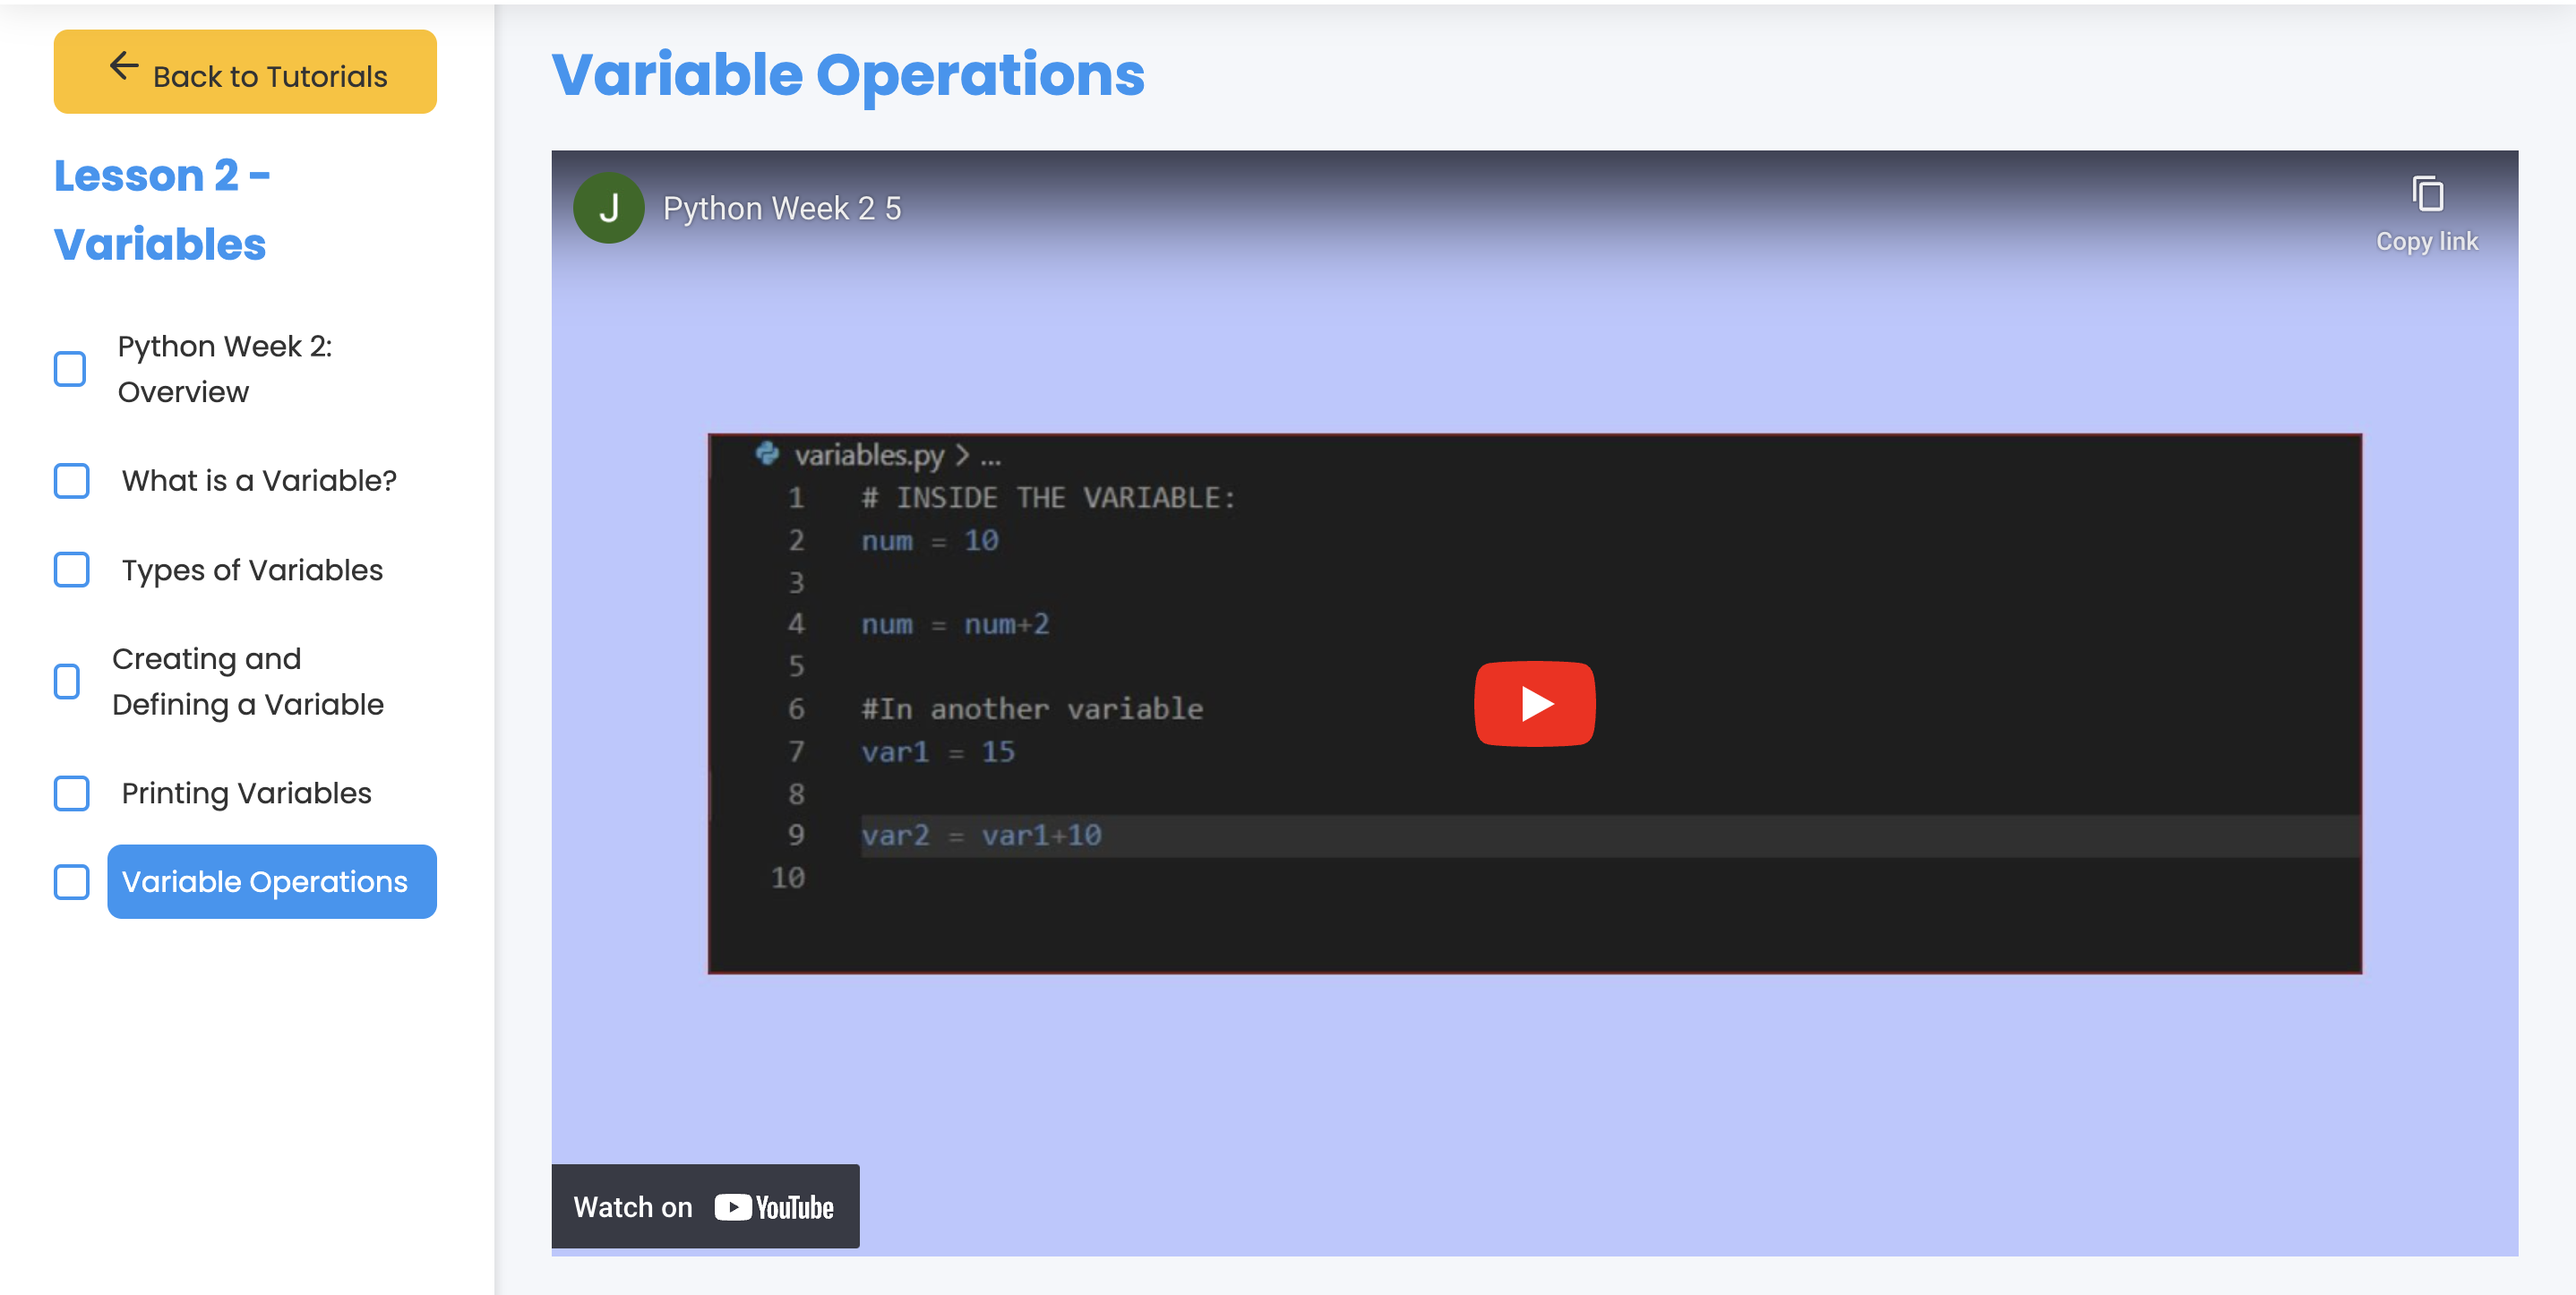 Back to Tutorials
Lesson 2 -
Variables
Python Week 2:
Overview
What is a Variable?
Types of Variables
Creating and
Defining a Variable
Printing Variables
Variable Operations
Variable Operations
J
Python Week 2 5
Copy link
variables.py > ...
1 # INSIDE THE VARIABLE:
2 num = 10
3
4 num = num+2
5
6 #In another variable
7 var1 = 15
8
9 var2 = var1+10
10
Watch on YouTube